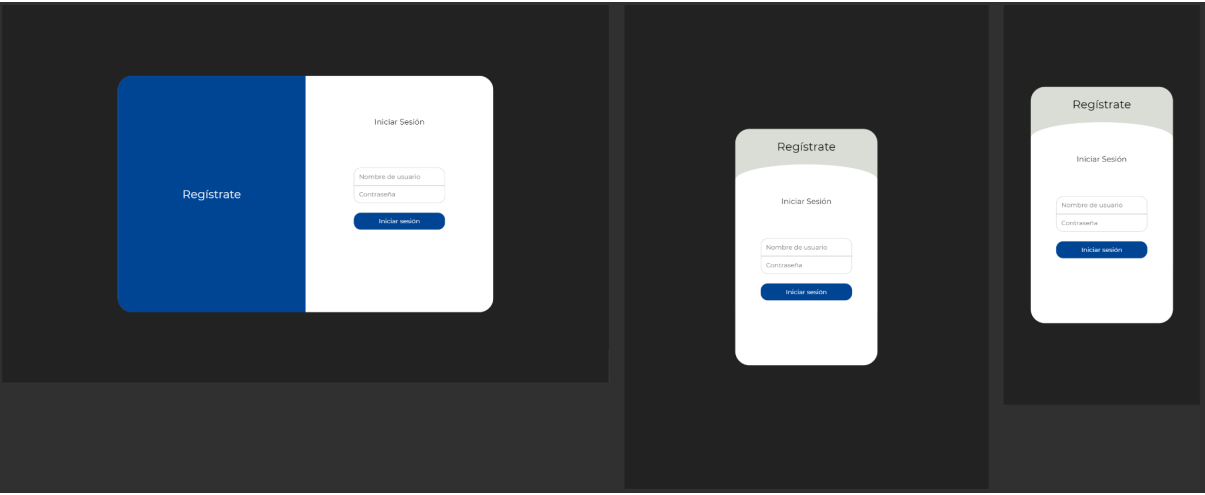 Regístrate
Iniciar Sesión
Nombre de usuario
Contraseña
Iniciar sesión
Regístrate
Iniciar Sesión
Nombre de usuario
Contraseña
Iniciar sesión
Regístrate
Iniciar Sesión
Nombre de usuario
Contraseña
Iniciar sesión